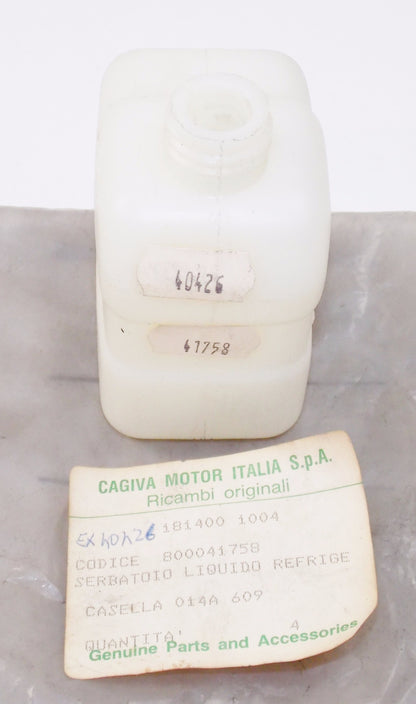 40426
41758
CAGIVA MOTOR ITALIA S.p.A.
Ricambi originali
EX 40426 181400 1004
CODICE 800041758
SERBATOIO LIQUIDO REFRIGE
CASELLA 014A 609
QUANTITA' 4
Genuine Parts and Accessories